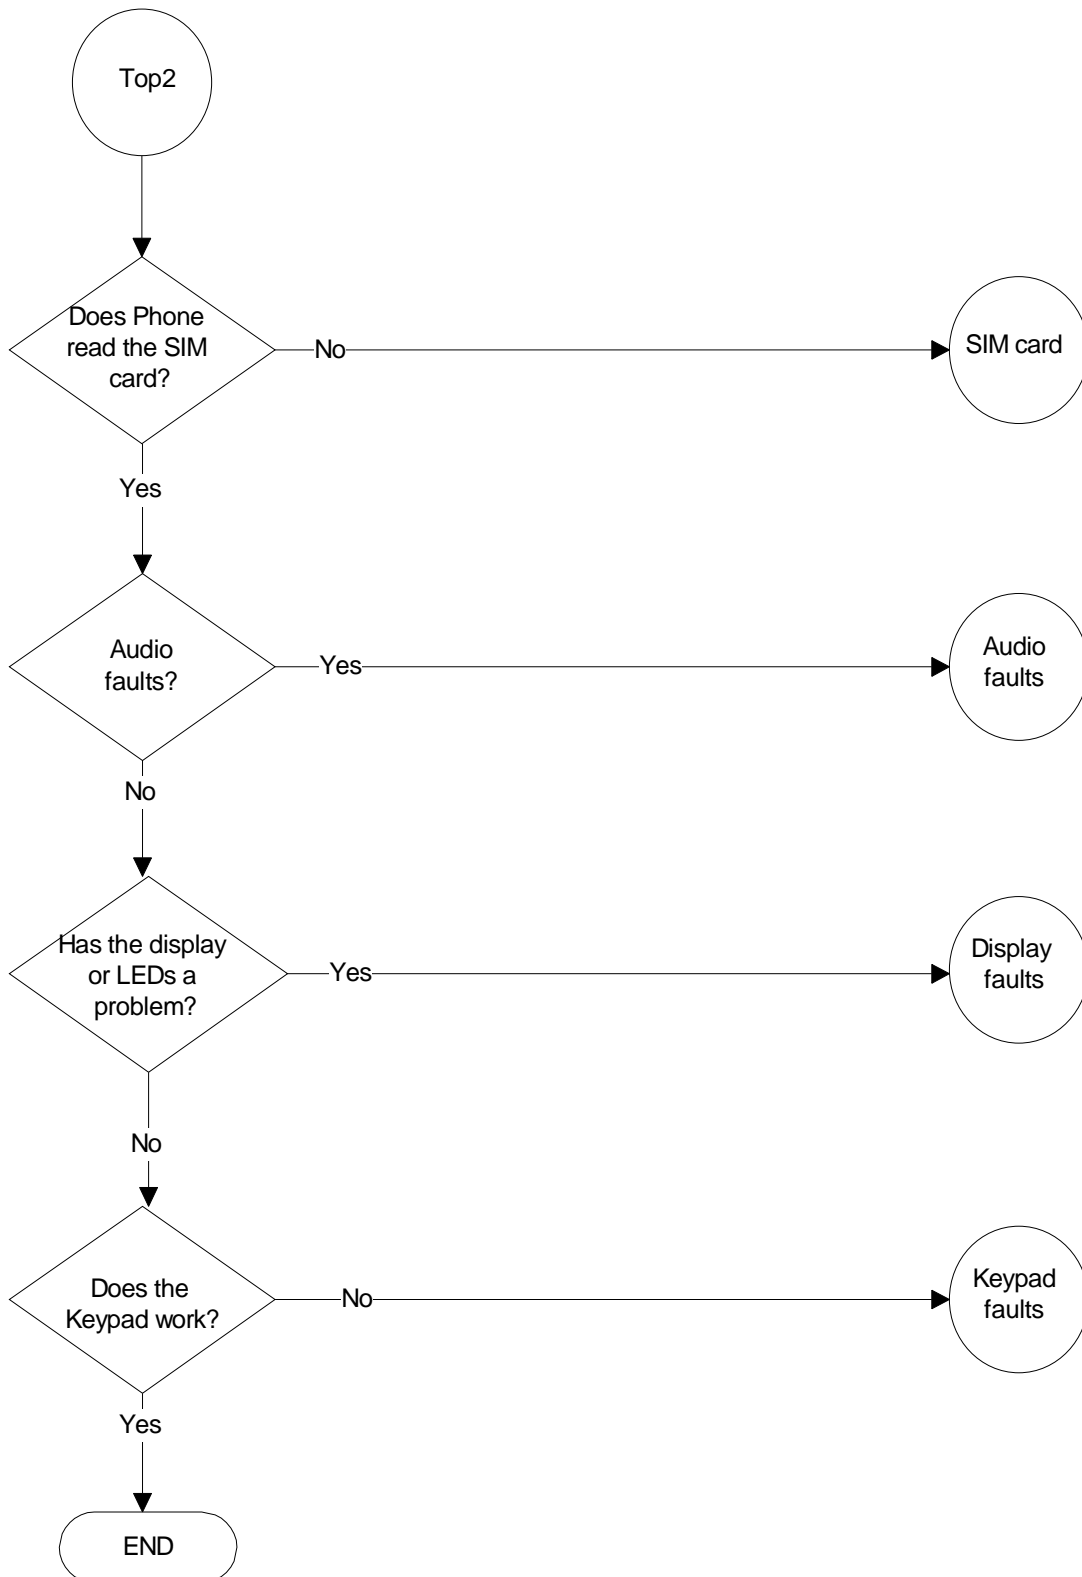 Top2
Does Phone
read the SIM
card?
No
SIM card
Yes
Audio
faults?
Yes
Audio
faults
No
Has the display
or LEDs a
problem?
Yes
Display
faults
No
Does the
Keypad work?
No
Keypad
faults
Yes
END